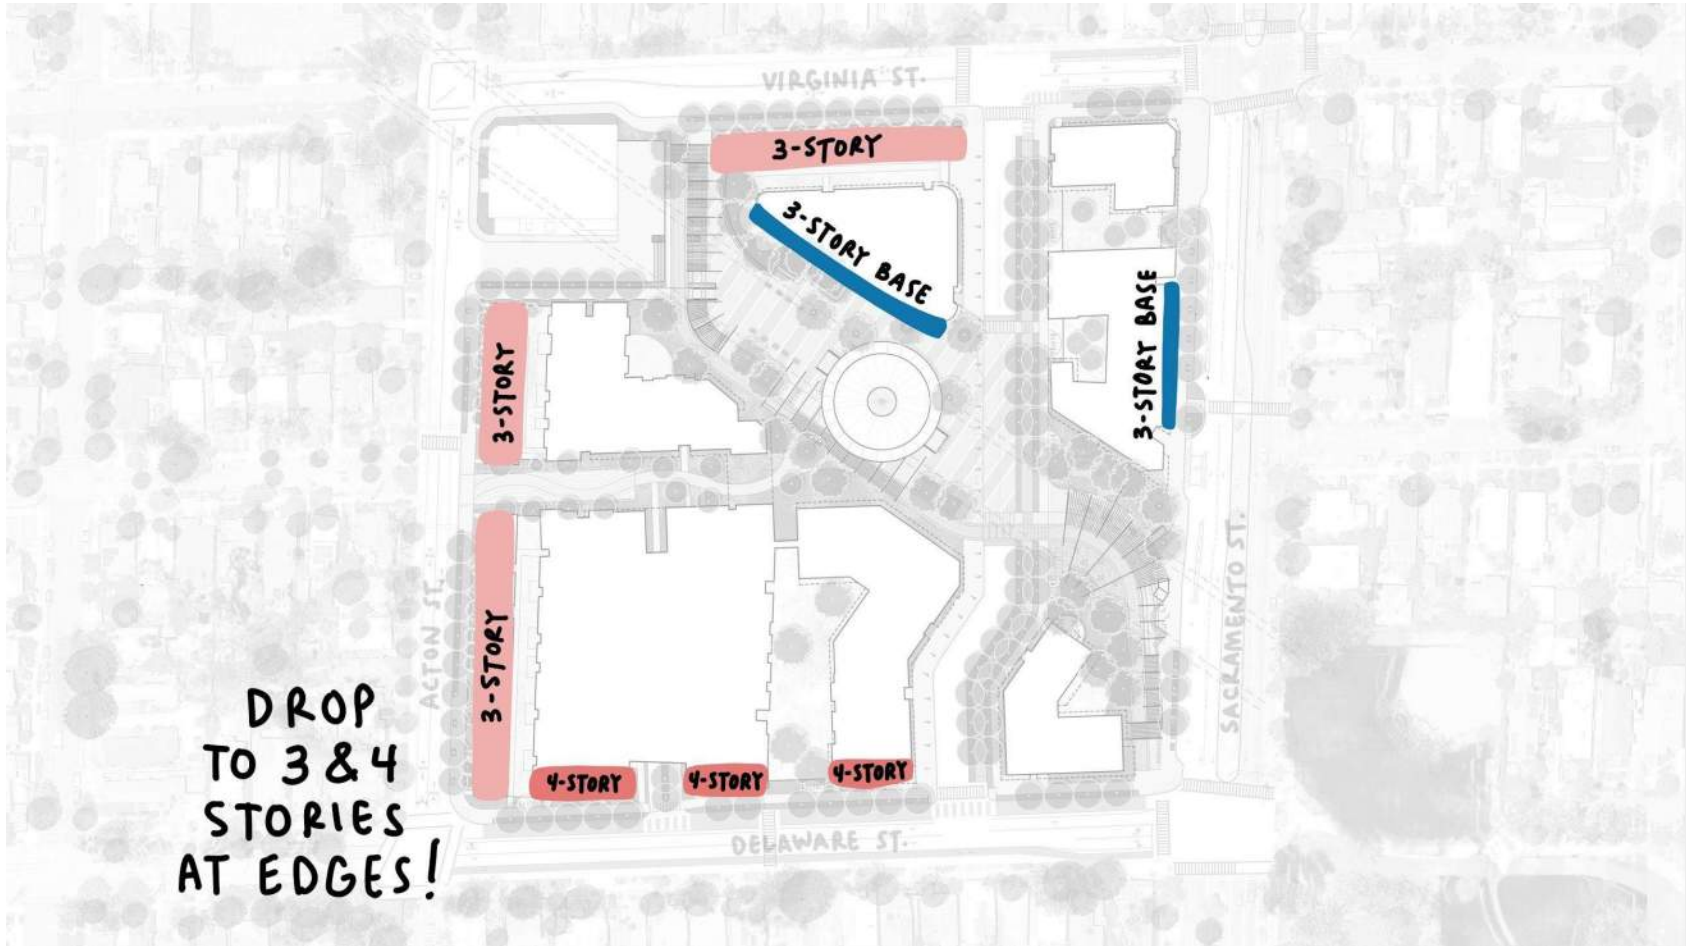 VIRGINIA ST.
3-STORY
3-STORY BASE
3-STORY BASE
3-STORY
3-STORY
ACTON ST.
SACRAMENTO ST.
4-STORY
4-STORY
4-STORY
DELAWARE ST.
DROP
TO 3 & 4
STORIES
AT EDGES!